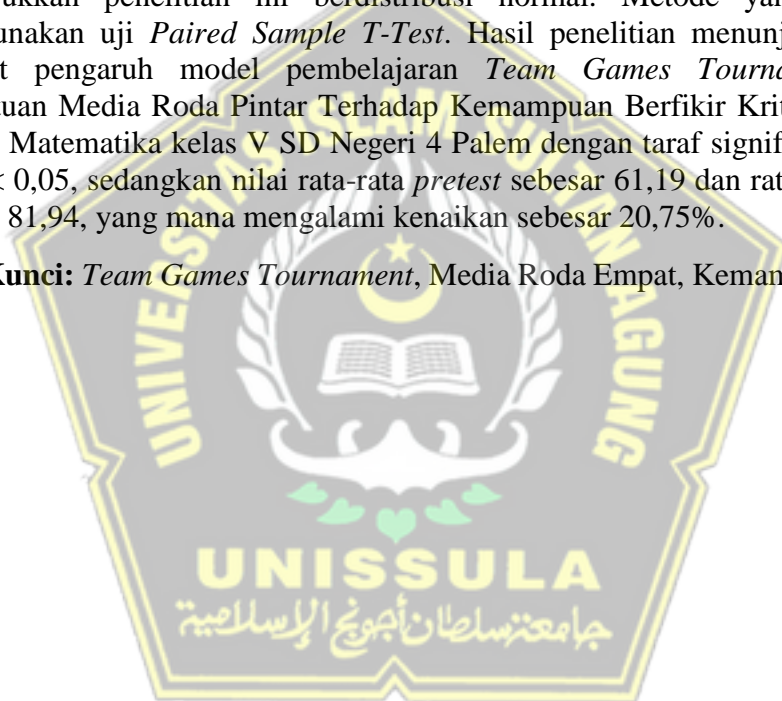 ukkan penelitian ini berdistribusi normal. Metode yan
unakan uji Paired Sample T-Test. Hasil penelitian menunj
t pengaruh model pembelajaran Team Games Tourna
uan Media Roda Pintar Terhadap Kemampuan Berfikir Krit
Matematika kelas V SD Negeri 4 Palem dengan taraf signif
< 0,05, sedangkan nilai rata-rata pretest sebesar 61,19 dan rat
81,94, yang mana mengalami kenaikan sebesar 20,75%.
Kunci: Team Games Tournament, Media Roda Empat, Keman
UNIVERSITAS ISLAM SULTAN AGUNG
UNISSULA
جامعتسلطان أجونج الإسلامية